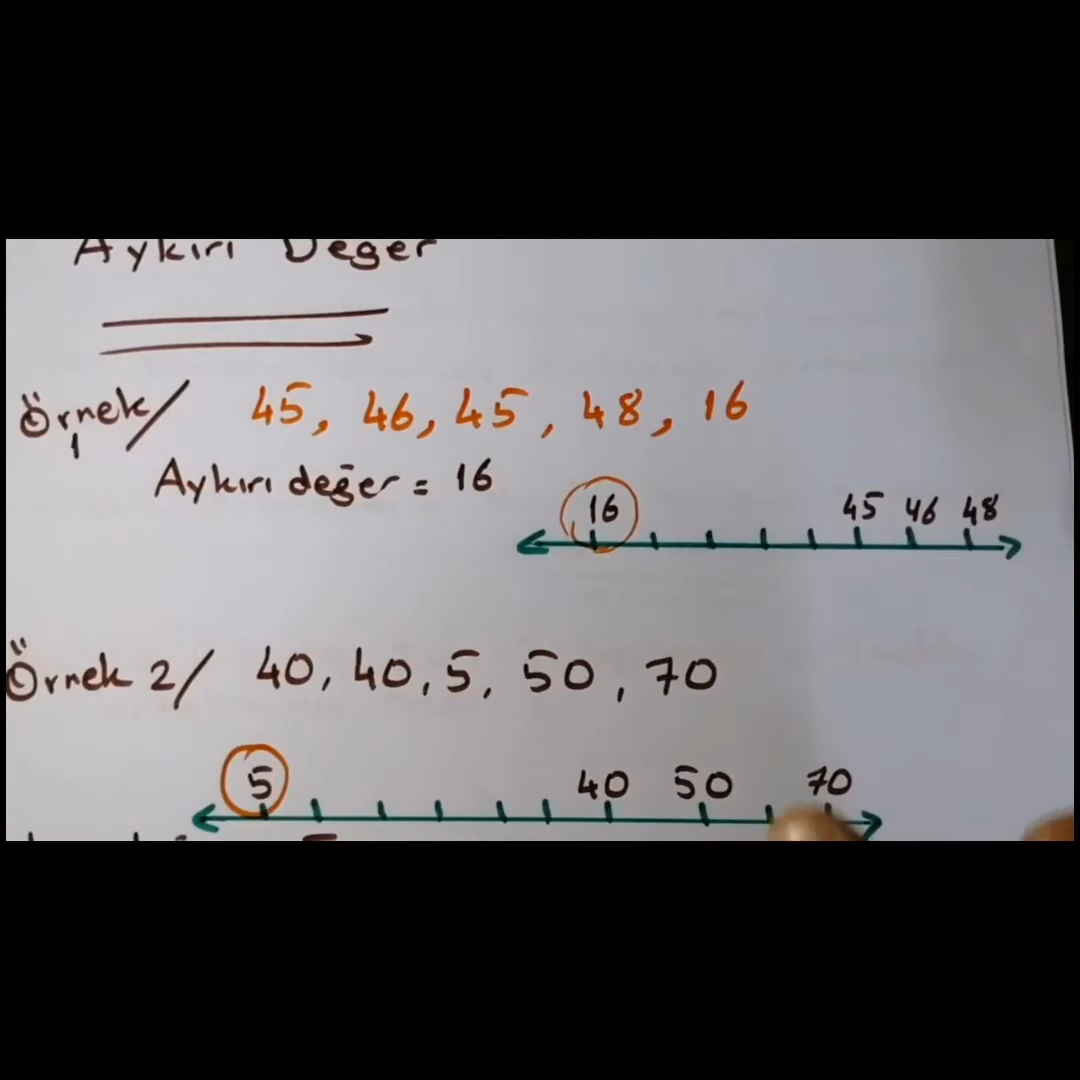 Aykırı Değer
Örnek 1/ 45, 46, 45, 48, 16
Aykırı değer = 16
16 45 46 48
Örnek 2/ 40, 40, 5, 50, 70
5 40 50 70